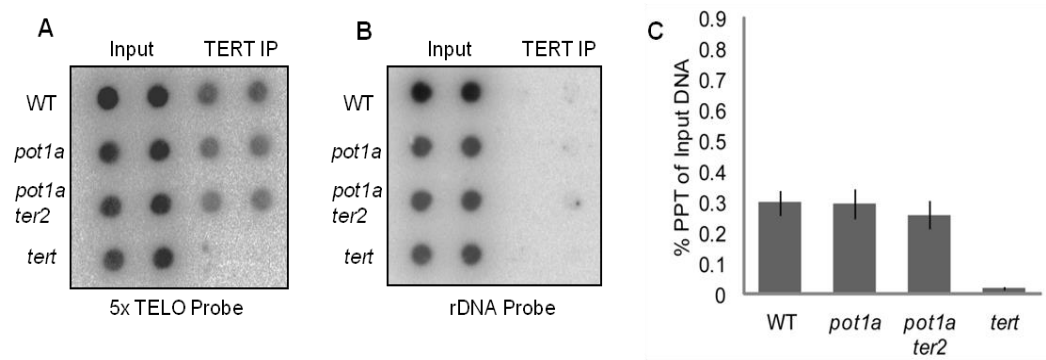 A
Input TERT IP
WT
pot1a
pot1a
ter2
tert
5x TELO Probe
B
Input TERT IP
WT
pot1a
pot1a
ter2
tert
rDNA Probe
C
% PPT of Input DNA
0.9
0.8
0.7
0.6
0.5
0.4
0.3
0.2
0.1
0
WT pot1a pot1a tert
ter2